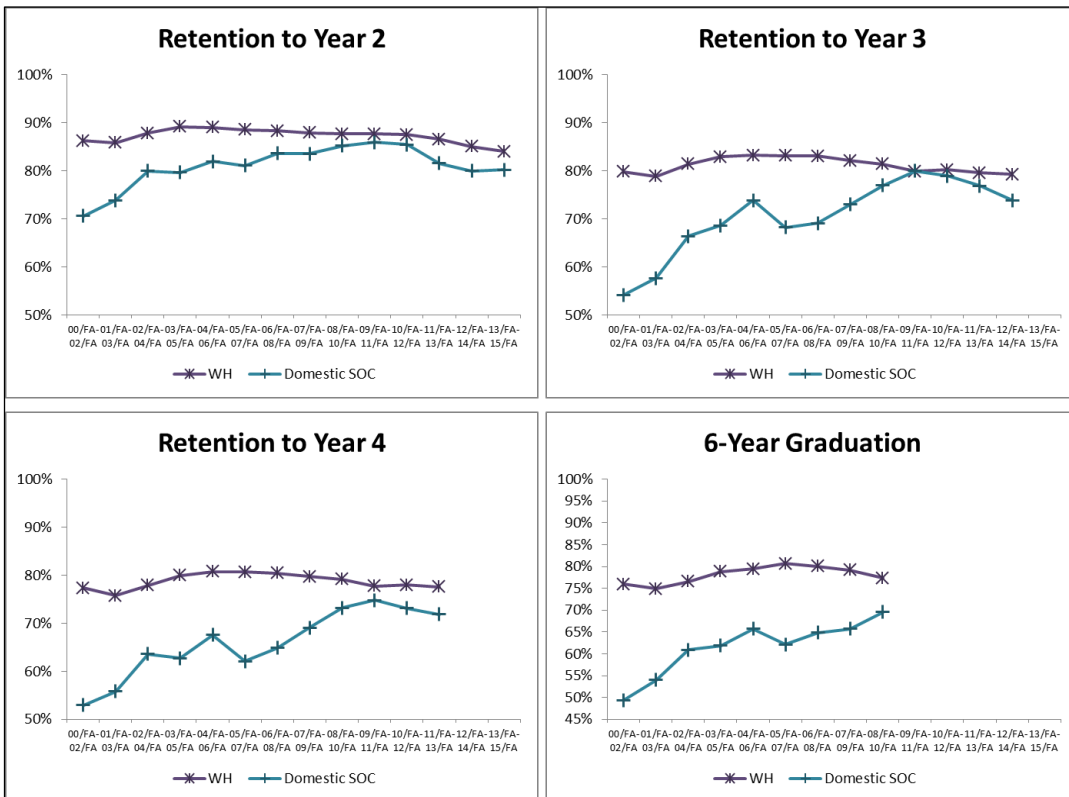 Retention to Year 2
100%
90%
80%
70%
60%
50%
00/FA- 01/FA- 02/FA- 03/FA- 04/FA- 05/FA- 06/FA- 07/FA- 08/FA- 09/FA- 10/FA- 11/FA- 12/FA- 13/FA-
02/FA 03/FA 04/FA 05/FA 06/FA 07/FA 08/FA 09/FA 10/FA 11/FA 12/FA 13/FA 14/FA 15/FA
WH Domestic SOC
Retention to Year 3
100%
90%
80%
70%
60%
50%
00/FA- 01/FA- 02/FA- 03/FA- 04/FA- 05/FA- 06/FA- 07/FA- 08/FA- 09/FA- 10/FA- 11/FA- 12/FA- 13/FA-
02/FA 03/FA 04/FA 05/FA 06/FA 07/FA 08/FA 09/FA 10/FA 11/FA 12/FA 13/FA 14/FA 15/FA
WH Domestic SOC
Retention to Year 4
100%
90%
80%
70%
60%
50%
00/FA- 01/FA- 02/FA- 03/FA- 04/FA- 05/FA- 06/FA- 07/FA- 08/FA- 09/FA- 10/FA- 11/FA- 12/FA- 13/FA-
02/FA 03/FA 04/FA 05/FA 06/FA 07/FA 08/FA 09/FA 10/FA 11/FA 12/FA 13/FA 14/FA 15/FA
WH Domestic SOC
6-Year Graduation
100%
95%
90%
85%
80%
75%
70%
65%
60%
55%
50%
45%
00/FA- 01/FA- 02/FA- 03/FA- 04/FA- 05/FA- 06/FA- 07/FA- 08/FA- 09/FA- 10/FA- 11/FA- 12/FA- 13/FA-
02/FA 03/FA 04/FA 05/FA 06/FA 07/FA 08/FA 09/FA 10/FA 11/FA 12/FA 13/FA 14/FA 15/FA
WH Domestic SOC